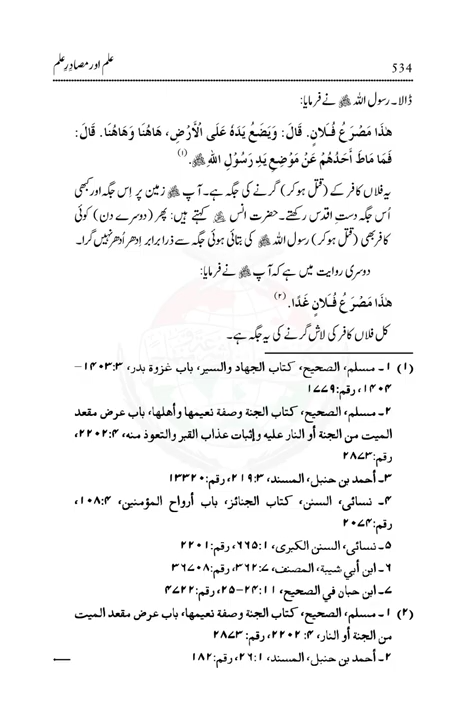 علم اور مصادرِ علم
534
ڈالا۔ رسول اللہ ﷺ نے فرمایا:
هٰذَا مَصْرَعُ فُـلَانٍ. قَالَ: وَيَضَعُ يَدَهُ عَلَى الْأَرْضِ، هَاهُنَا وَهَاهُنَا. قَالَ:
فَمَا مَاطَ أَحَدُهُمْ عَنْ مَوْضِعِ يَدِ رَسُوْلِ اللهِ ﷺ. (۱)
یہ فلاں کافر کے (قتل ہوکر) گرنے کی جگہ ہے۔ آپ ﷺ زمین پر اِس جگہ اور کبھی
اُس جگہ دستِ اقدس رکھتے۔ حضرت انس ؓ کہتے ہیں: پھر (دوسرے دن) کوئی
کافر بھی (قتل ہو کر) رسول اللہ ﷺ کی بتائی ہوئی جگہ سے ذرا برابر اِدھر اُدھر نہیں گرا۔
دوسری روایت میں ہے کہ آپ ﷺ نے فرمایا:
هٰذَا مَصْرَعُ فُـلَانٍ غَدًا. (۲)
کل فلاں کافر کی لاش گرنے کی یہ جگہ ہے۔
(۱) ۱۔ مسلم، الصحيح، كتاب الجهاد والسير، باب غزوة بدر، ۳: ۱۴۰۳-
۱۴۰۴، رقم: ۱۷۷۹
۲۔ مسلم، الصحيح، كتاب الجنة وصفة نعيمها وأهلها، باب عرض مقعد
الميت من الجنة أو النار عليه وإثبات عذاب القبر والتعوذ منه، ۴: ۲۲۰۲،
رقم: ۲۸۷۳
۳۔ أحمد بن حنبل، المسند، ۳: ۲۱۹، رقم: ۱۳۳۲۰
۴۔ نسائى، السنن، كتاب الجنائز، باب أرواح المؤمنين، ۴: ۱۰۸،
رقم: ۲۰۷۴
۵۔ نسائى، السنن الكبرى، ۱: ۶۶۵، رقم: ۲۲۰۱
۶۔ ابن أبي شيبة، المصنف، ۷: ۳۶۲، رقم: ۳۶۷۰۸
۷۔ ابن حبان في الصحيح، ۱۱: ۲۴-۲۵، رقم: ۴۷۲۲
(۲) ۱۔ مسلم، الصحيح، كتاب الجنة وصفة نعيمها، باب عرض مقعد الميت
من الجنة أو النار، ۴: ۲۲۰۲، رقم: ۲۸۷۳
۲۔ أحمد بن حنبل، المسند، ۱: ۲۶، رقم: ۱۸۲